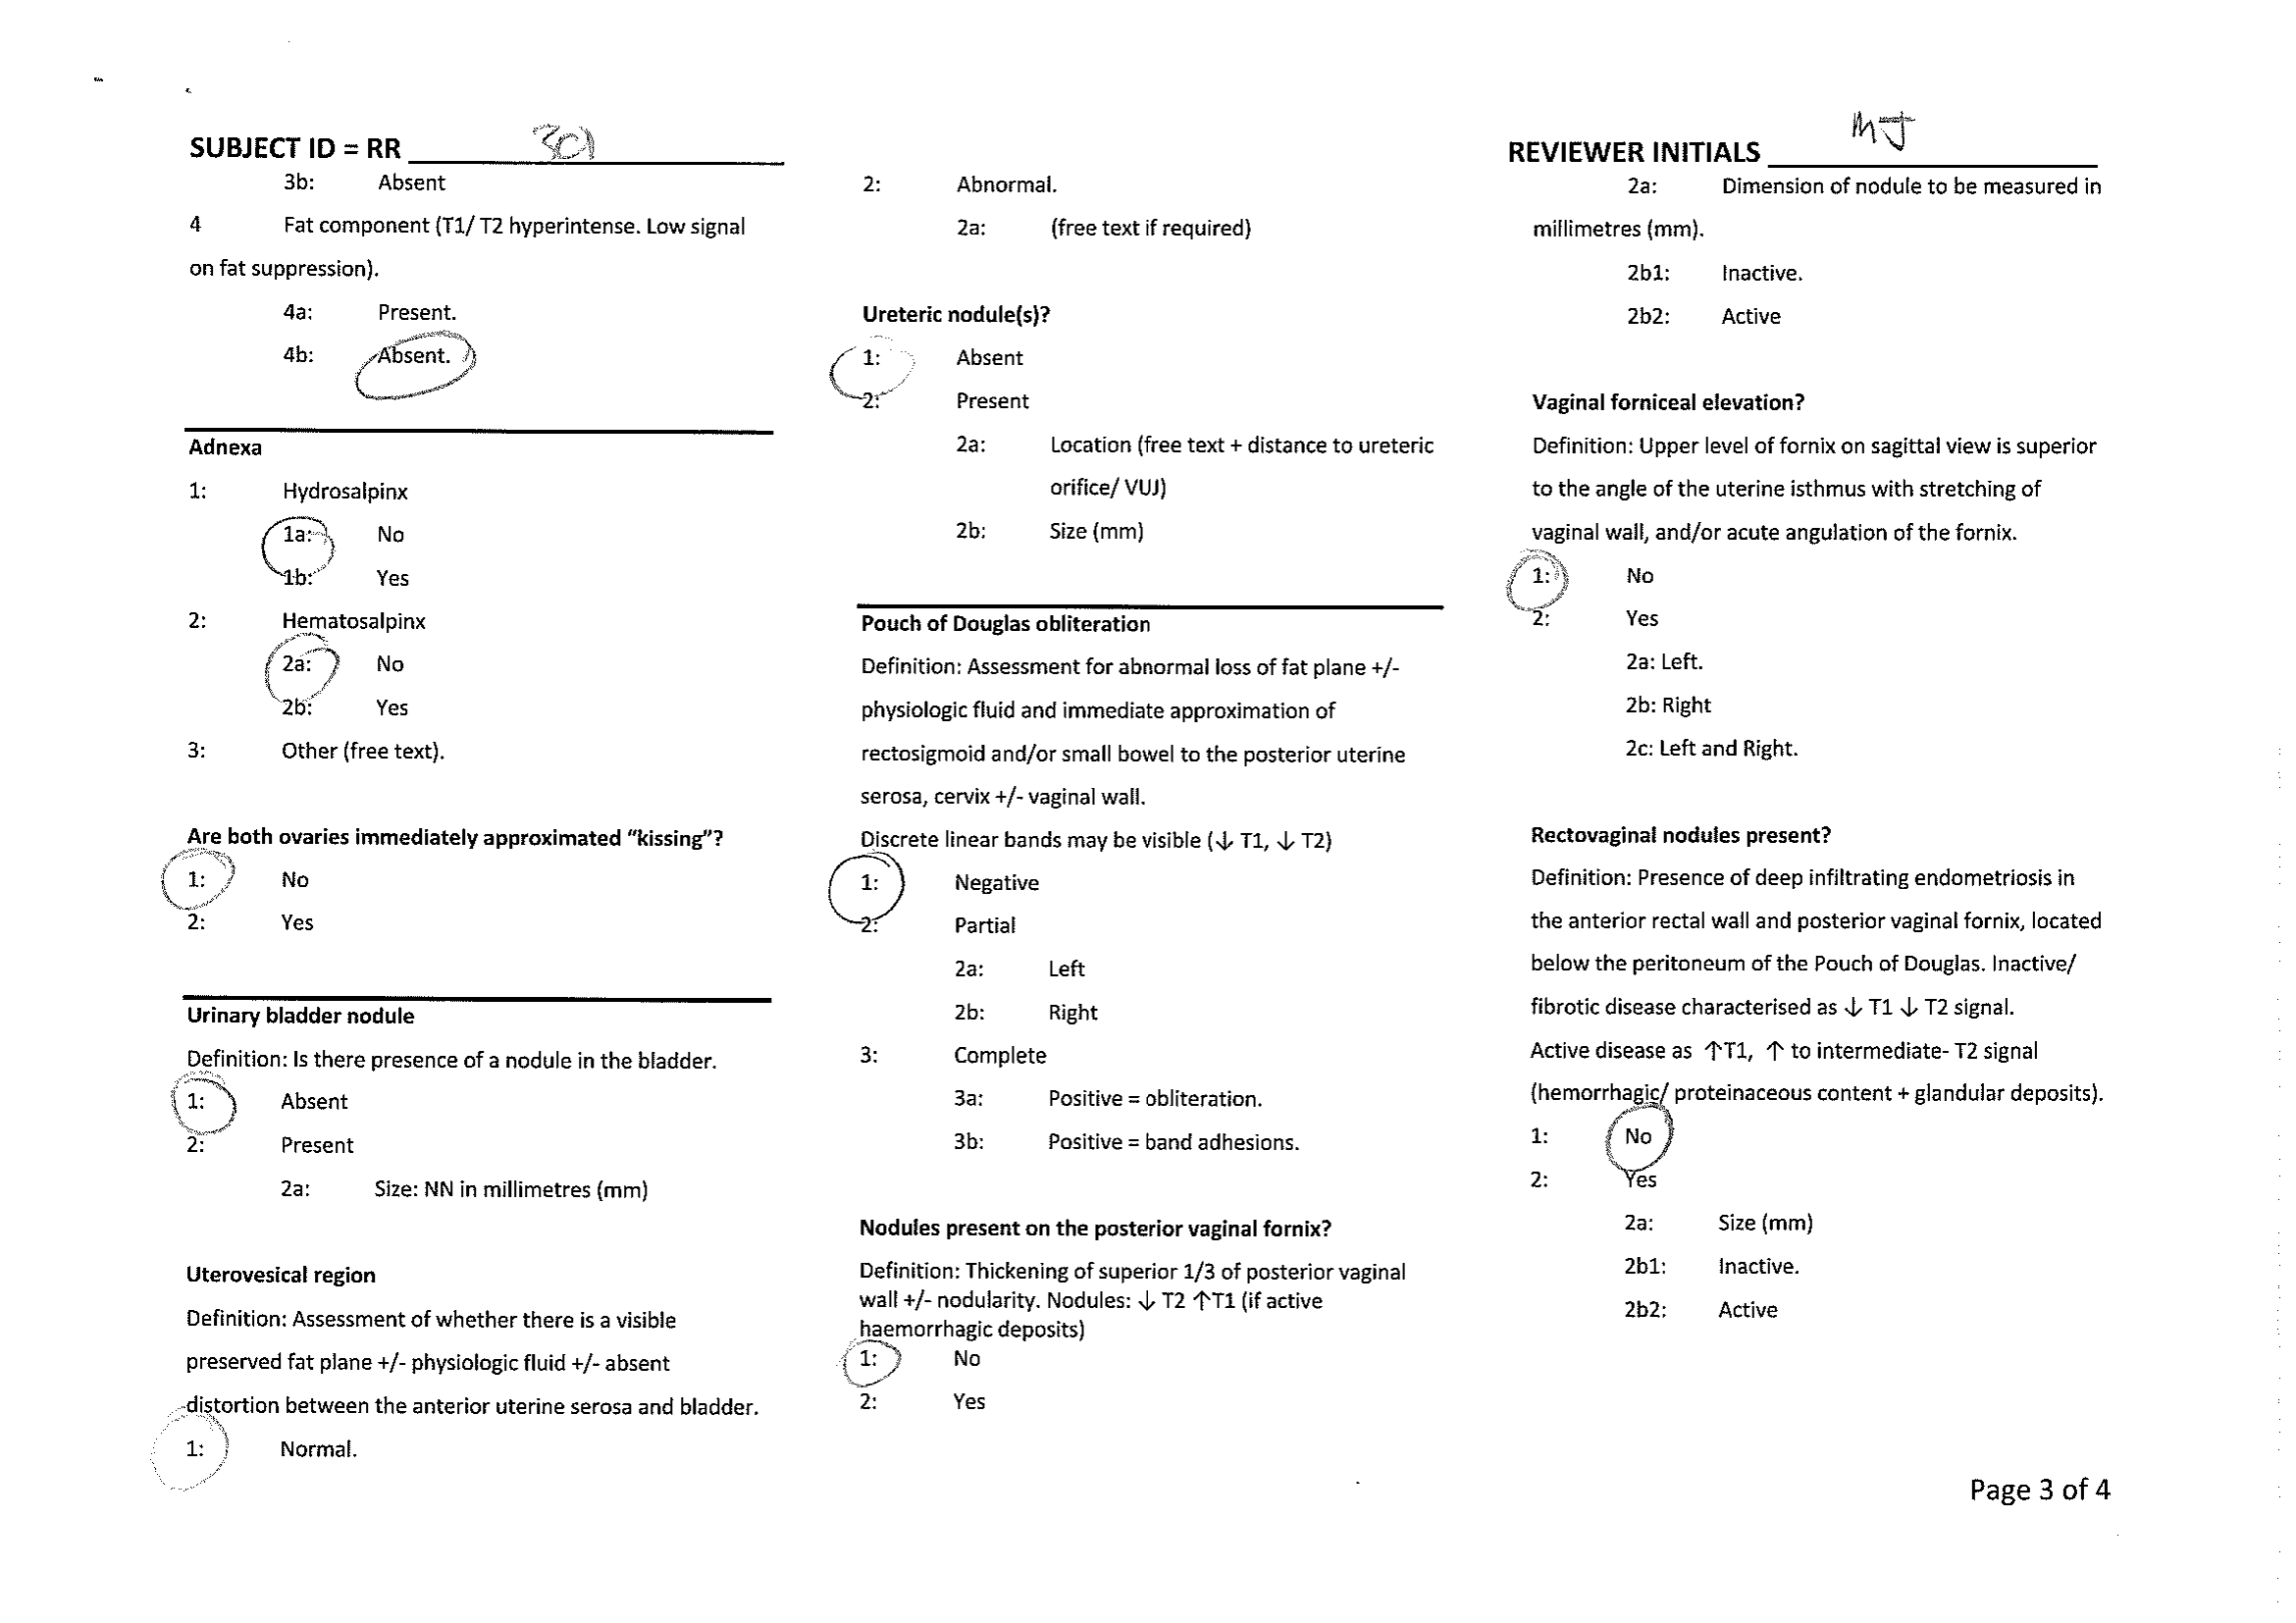 SUBJECT ID = RR
3b: Absent
4 Fat component (T1/ T2 hyperintense. Low signal
on fat suppression).
4a: Present.
4b: Absent.
Adnexa
1: Hydrosalpinx
1a: No
1b: Yes
2: Hematosalpinx
2a: No
2b: Yes
3: Other (free text).
Are both ovaries immediately approximated “kissing”?
1: No
2: Yes
Urinary bladder nodule
Definition: Is there presence of a nodule in the bladder.
1: Absent
2: Present
2a: Size: NN in millimetres (mm)
Uterovesical region
Definition: Assessment of whether there is a visible
preserved fat plane +/- physiologic fluid +/- absent
distortion between the anterior uterine serosa and bladder.
1: Normal.
2: Abnormal.
2a: (free text if required)
Ureteric nodule(s)?
1: Absent
2: Present
2a: Location (free text + distance to ureteric
orifice/ VUJ)
2b: Size (mm)
Pouch of Douglas obliteration
Definition: Assessment for abnormal loss of fat plane +/-
physiologic fluid and immediate approximation of
rectosigmoid and/or small bowel to the posterior uterine
serosa, cervix +/- vaginal wall.
Discrete linear bands may be visible (↓ T1, ↓ T2)
1: Negative
2: Partial
2a: Left
2b: Right
3: Complete
3a: Positive = obliteration.
3b: Positive = band adhesions.
Nodules present on the posterior vaginal fornix?
Definition: Thickening of superior 1/3 of posterior vaginal
wall +/- nodularity. Nodules: ↓ T2 ↑T1 (if active
haemorrhagic deposits)
1: No
2: Yes
REVIEWER INITIALS MJ
2a: Dimension of nodule to be measured in
millimetres (mm).
2b1: Inactive.
2b2: Active
Vaginal forniceal elevation?
Definition: Upper level of fornix on sagittal view is superior
to the angle of the uterine isthmus with stretching of
vaginal wall, and/or acute angulation of the fornix.
1: No
2: Yes
2a: Left.
2b: Right
2c: Left and Right.
Rectovaginal nodules present?
Definition: Presence of deep infiltrating endometriosis in
the anterior rectal wall and posterior vaginal fornix, located
below the peritoneum of the Pouch of Douglas. Inactive/
fibrotic disease characterised as ↓ T1 ↓ T2 signal.
Active disease as ↑T1, ↑ to intermediate- T2 signal
(hemorrhagic/ proteinaceous content + glandular deposits).
1: No
2: Yes
2a: Size (mm)
2b1: Inactive.
2b2: Active
Page 3 of 4